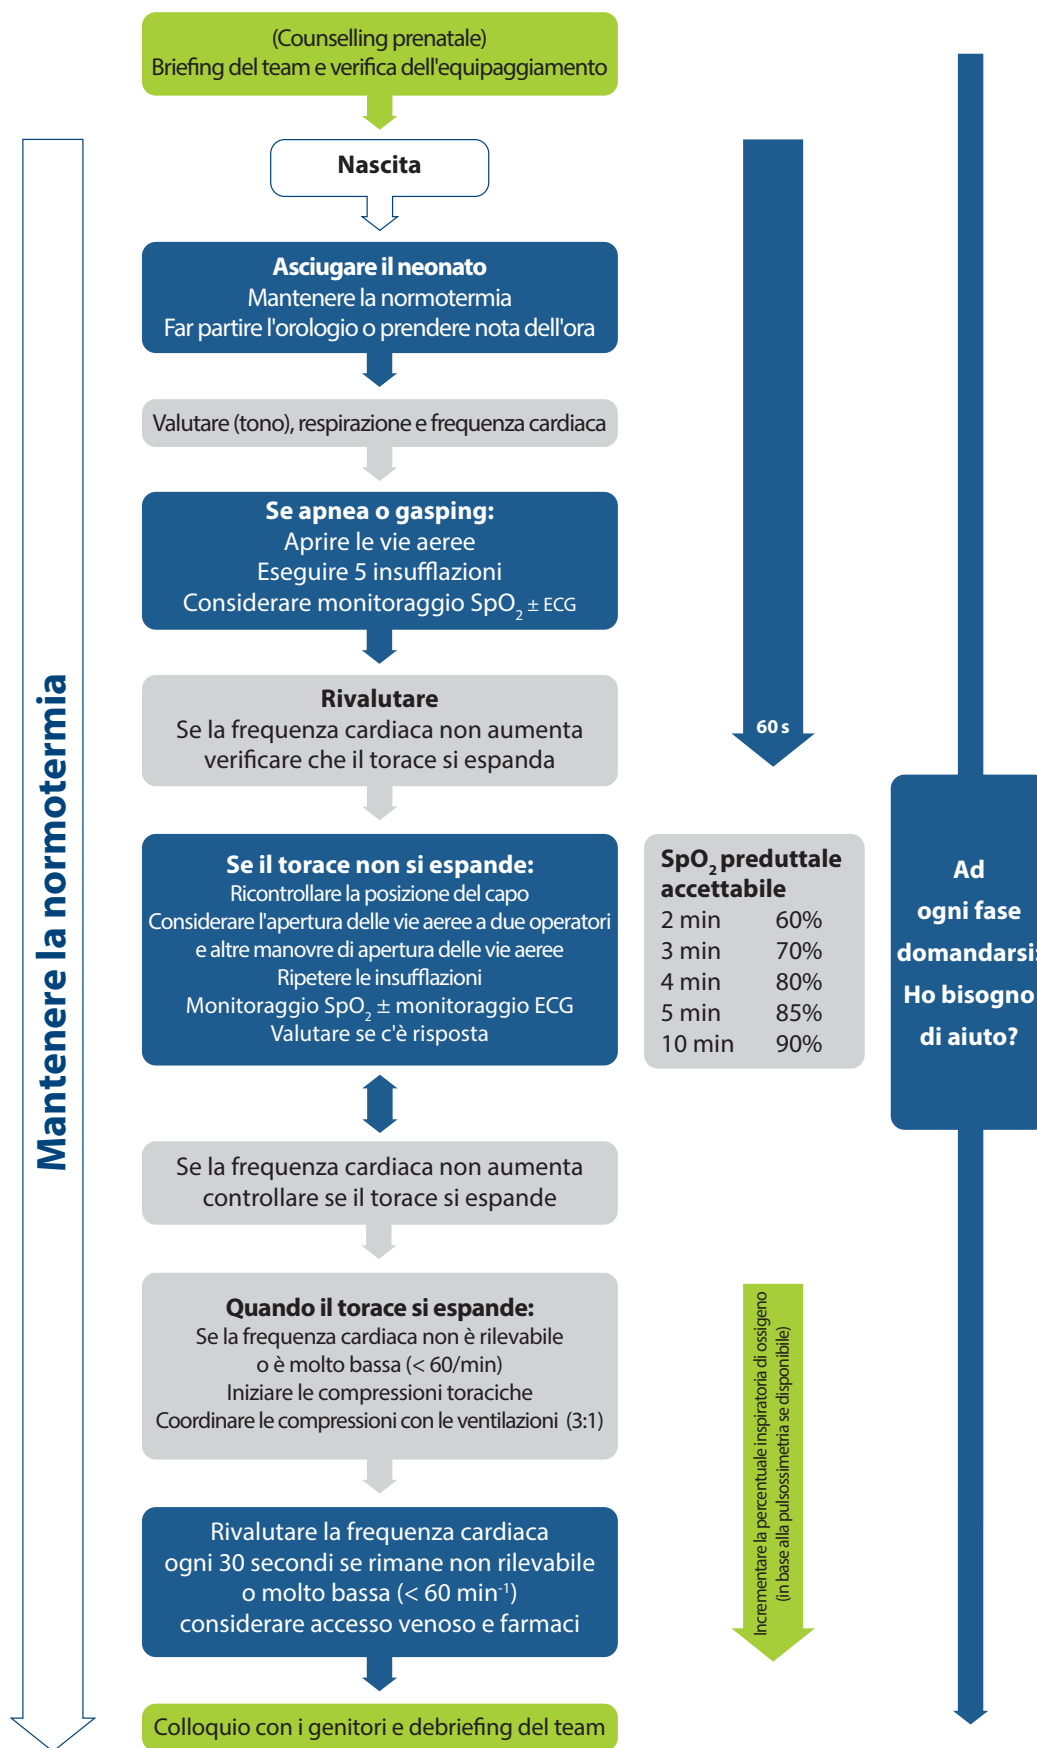 (Counselling prenatale)
Briefing del team e verifica dell'equipaggiamento
Nascita
Asciugare il neonato
Mantenere la normotermia
Far partire l'orologio o prendere nota dell'ora
Valutare (tono), respirazione e frequenza cardiaca
Se apnea o gasping:
Aprire le vie aeree
Eseguire 5 insufflazioni
Considerare monitoraggio SpO₂ ± ECG
Rivalutare
Se la frequenza cardiaca non aumenta
verificare che il torace si espanda
60 s
Se il torace non si espande:
Ricontrollare la posizione del capo
Considerare l'apertura delle vie aeree a due operatori
e altre manovre di apertura delle vie aeree
Ripetere le insufflazioni
Monitoraggio SpO₂ ± monitoraggio ECG
Valutare se c'è risposta
SpO₂ preduttale
accettabile
2 min 60%
3 min 70%
4 min 80%
5 min 85%
10 min 90%
Ad
ogni fase
domandarsi:
Ho bisogno
di aiuto?
Mantenere la normotermia
Se la frequenza cardiaca non aumenta
controllare se il torace si espande
Quando il torace si espande:
Se la frequenza cardiaca non è rilevabile
o è molto bassa (< 60/min)
Iniziare le compressioni toraciche
Coordinare le compressioni con le ventilazioni (3:1)
Incrementare la percentuale inspiratoria di ossigeno
(in base alla pulsossimetria se disponibile)
Rivalutare la frequenza cardiaca
ogni 30 secondi se rimane non rilevabile
o molto bassa (< 60 min⁻¹)
considerare accesso venoso e farmaci
Colloquio con i genitori e debriefing del team